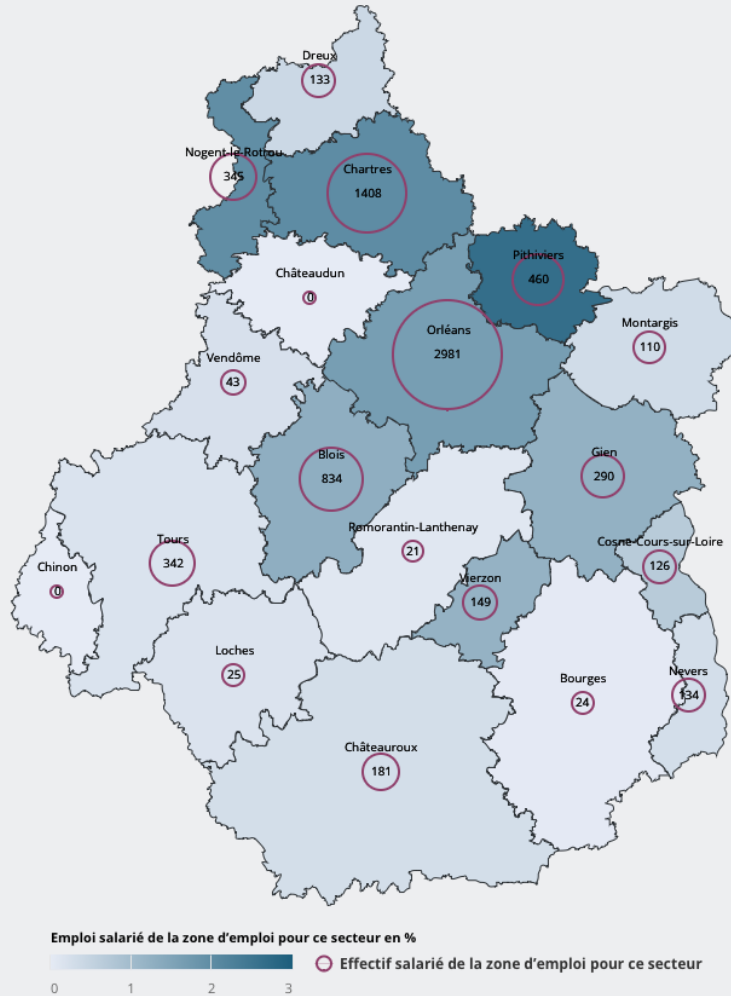 Dreux
133
Nogent-le-Rotrou
345
Chartres
1408
Pithiviers
460
Châteaudun
0
Orléans
2981
Montargis
110
Vendôme
43
Blois
834
Gien
290
Romorantin-Lanthenay
21
Cosne-Cours-sur-Loire
126
Tours
342
Chinon
0
Vierzon
149
Loches
25
Bourges
24
Nevers
134
Châteauroux
181
Emploi salarié de la zone d’emploi pour ce secteur en %
0 1 2 3
Effectif salarié de la zone d’emploi pour ce secteur